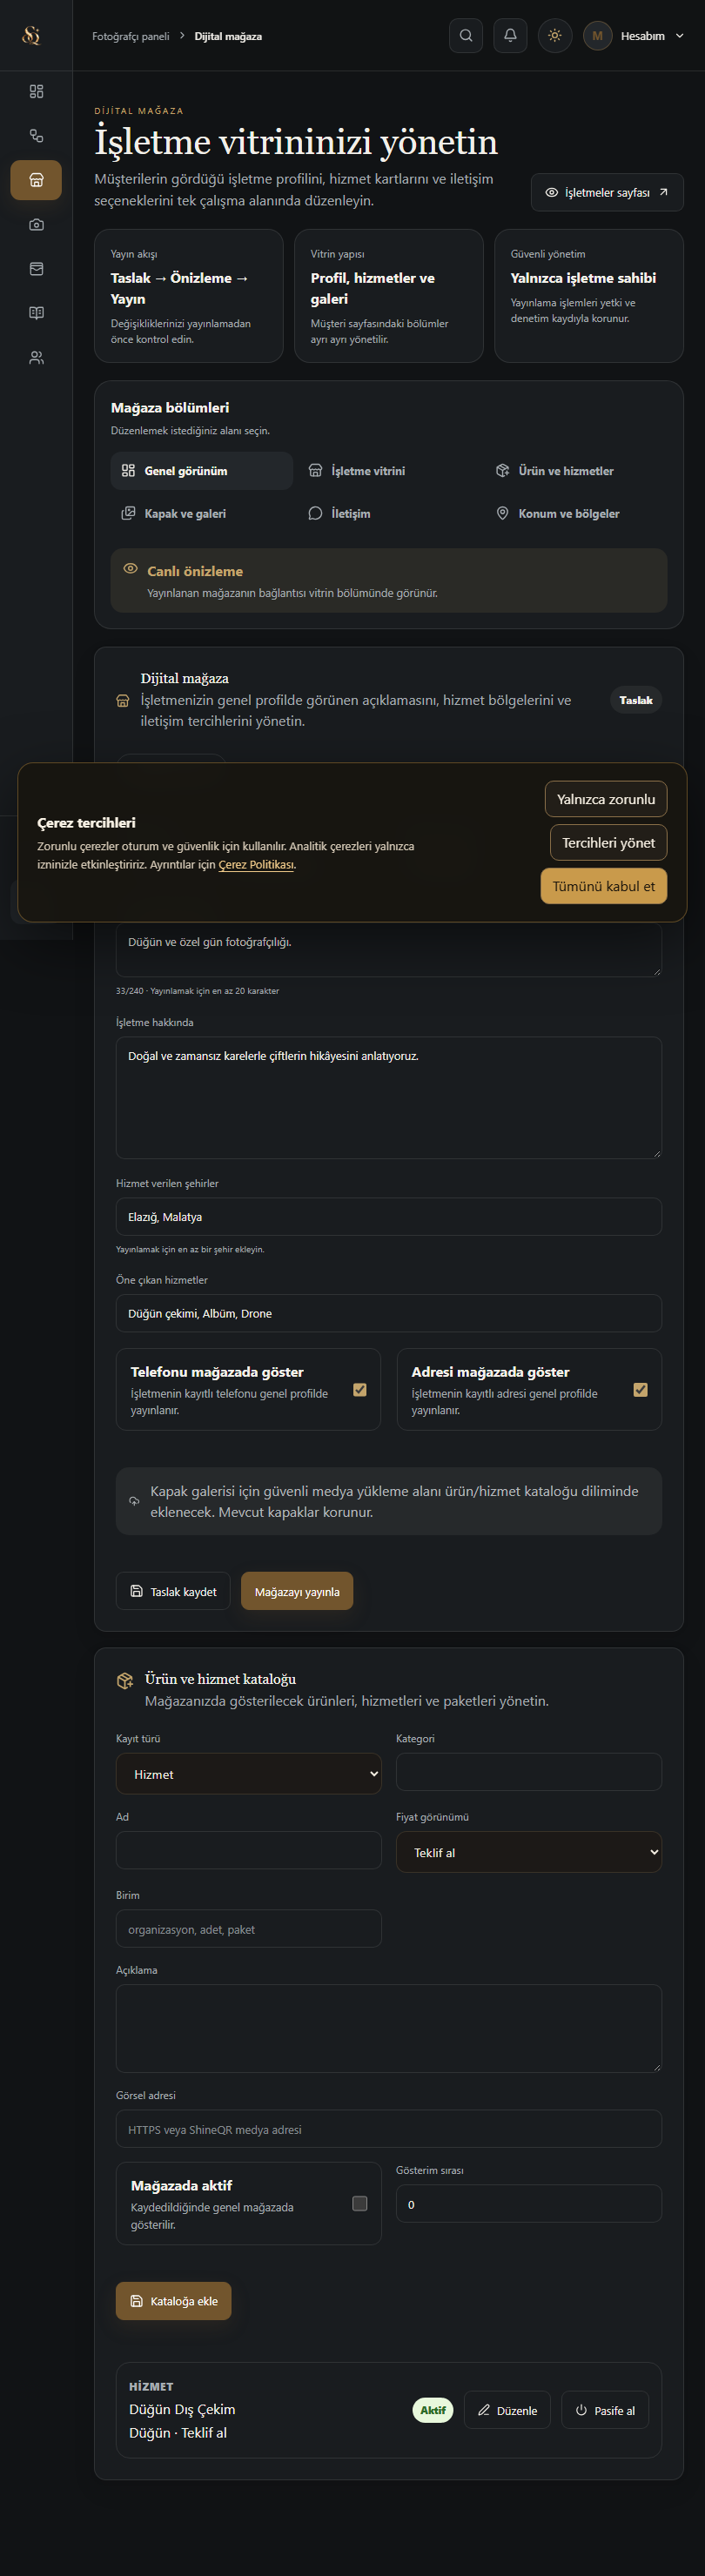 Fotoğrafçı paneli > Dijital mağaza
M Hesabım
DİJİTAL MAĞAZA
İşletme vitrininizi yönetin
Müşterilerin gördüğü işletme profilini, hizmet kartlarını ve iletişim
seçeneklerini tek çalışma alanında düzenleyin.
İşletmeler sayfası
Yayın akışı
Taslak → Önizleme →
Yayın
Değişikliklerinizi yayınlamadan
önce kontrol edin.
Vitrin yapısı
Profil, hizmetler ve
galeri
Müşteri sayfasındaki bölümler
ayrı ayrı yönetilir.
Güvenli yönetim
Yalnızca işletme sahibi
Yayınlama işlemleri yetki ve
denetim kaydıyla korunur.
Mağaza bölümleri
Düzenlemek istediğiniz alanı seçin.
Genel görünüm
İşletme vitrini
Ürün ve hizmetler
Kapak ve galeri
İletişim
Konum ve bölgeler
Canlı önizleme
Yayınlanan mağazanın bağlantısı vitrin bölümünde görünür.
Dijital mağaza
İşletmenizin genel profilde görünen açıklamasını, hizmet bölgelerini ve
iletişim tercihlerini yönetin.
Taslak
Çerez tercihleri
Zorunlu çerezler oturum ve güvenlik için kullanılır. Analitik çerezleri yalnızca
izninizle etkinleştiririz. Ayrıntılar için Çerez Politikası.
Yalnızca zorunlu
Tercihleri yönet
Tümünü kabul et
Düğün ve özel gün fotoğrafçılığı.
33/240 · Yayınlamak için en az 20 karakter
İşletme hakkında
Doğal ve zamansız karelerle çiftlerin hikâyesini anlatıyoruz.
Hizmet verilen şehirler
Elazığ, Malatya
Yayınlamak için en az bir şehir ekleyin.
Öne çıkan hizmetler
Düğün çekimi, Albüm, Drone
Telefonu mağazada göster
İşletmenin kayıtlı telefonu genel profilde
yayınlanır.
Adresi mağazada göster
İşletmenin kayıtlı adresi genel profilde
yayınlanır.
Kapak galerisi için güvenli medya yükleme alanı ürün/hizmet kataloğu diliminde
eklenecek. Mevcut kapaklar korunur.
Taslak kaydet
Mağazayı yayınla
Ürün ve hizmet kataloğu
Mağazanızda gösterilecek ürünleri, hizmetleri ve paketleri yönetin.
Kayıt türü
Hizmet
Kategori
Ad
Fiyat görünümü
Teklif al
Birim
organizasyon, adet, paket
Açıklama
Görsel adresi
HTTPS veya ShineQR medya adresi
Mağazada aktif
Kaydedildiğinde genel mağazada
gösterilir.
Gösterim sırası
0
Kataloğa ekle
HİZMET
Düğün Dış Çekim
Düğün · Teklif al
Aktif
Düzenle
Pasife al